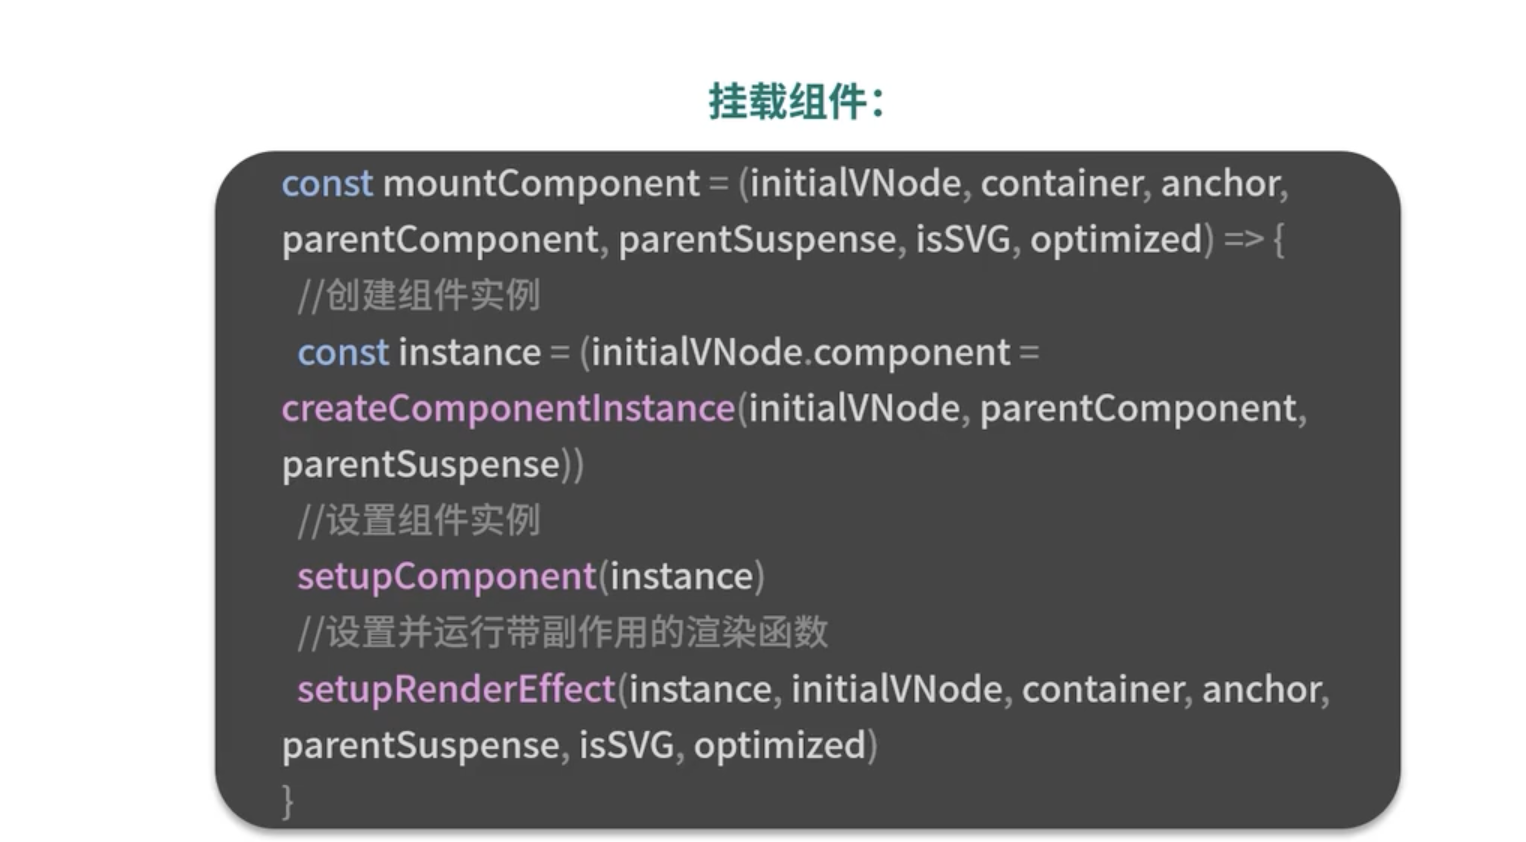 挂载组件：
const mountComponent = (initialVNode, container, anchor,
parentComponent, parentSuspense, isSVG, optimized) => {
//创建组件实例
const instance = (initialVNode.component =
createComponentInstance(initialVNode, parentComponent,
parentSuspense))
//设置组件实例
setupComponent(instance)
//设置并运行带副作用的渲染函数
setupRenderEffect(instance, initialVNode, container, anchor,
parentSuspense, isSVG, optimized)
}